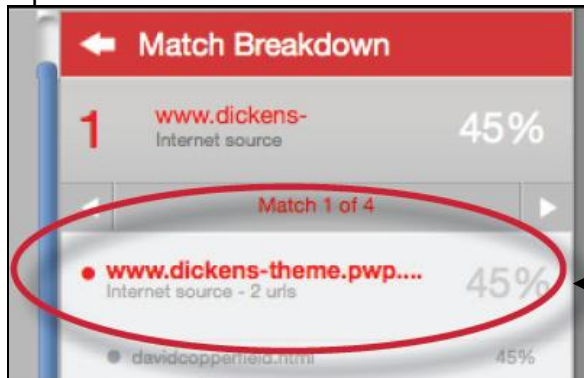 Match Breakdown
1 www.dickens- 45%
Internet source
Match 1 of 4
www.dickens-theme.pwp.... 45%
Internet source - 2 urls
davidcopperfield.html 45%